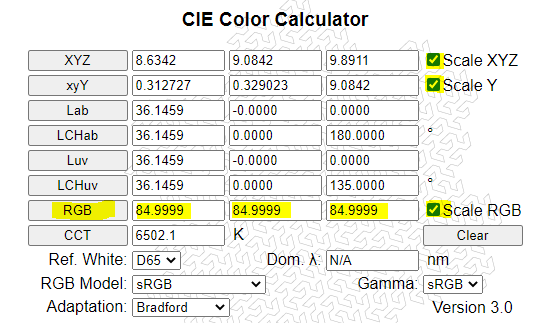 CIE Color Calculator
XYZ 8.6342 9.0842 9.8911 Scale XYZ
xyY 0.312727 0.329023 9.0842 Scale Y
Lab 36.1459 -0.0000 0.0000
LCHab 36.1459 0.0000 180.0000 °
Luv 36.1459 -0.0000 0.0000
LCHuv 36.1459 0.0000 135.0000 °
RGB 84.9999 84.9999 84.9999 Scale RGB
CCT 6502.1 K Clear
Ref. White: D65 Dom. λ: N/A nm
RGB Model: sRGB Gamma: sRGB
Adaptation: Bradford Version 3.0